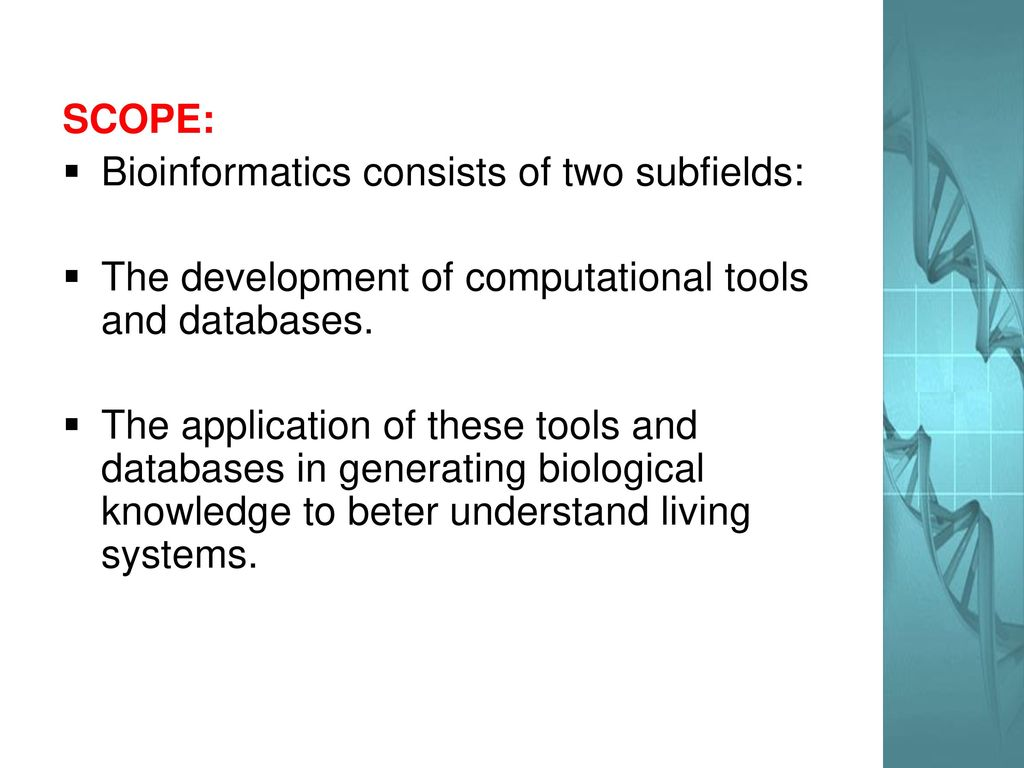 SCOPE:
▪ Bioinformatics consists of two subfields:
▪ The development of computational tools
and databases.
▪ The application of these tools and
databases in generating biological
knowledge to beter understand living
systems.